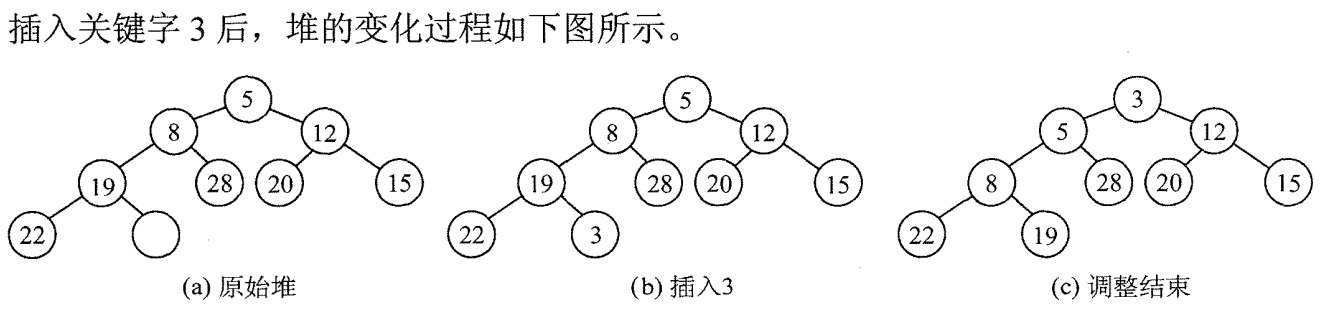 插入关键字 3 后，堆的变化过程如下图所示。
5 5 3
8 12 8 12 5 12
19 28 20 15 19 28 20 15 8 28 20 15
22 22 3 22 19
(a) 原始堆 (b) 插入3 (c) 调整结束